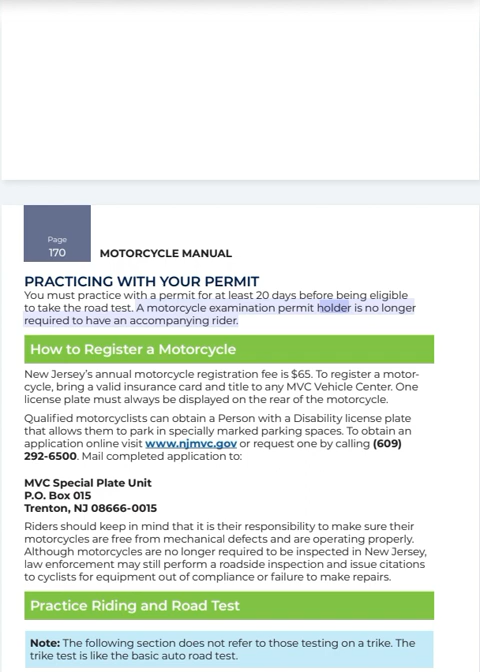 Page
170
MOTORCYCLE MANUAL
PRACTICING WITH YOUR PERMIT
You must practice with a permit for at least 20 days before being eligible
to take the road test. A motorcycle examination permit holder is no longer
required to have an accompanying rider.
How to Register a Motorcycle
New Jersey's annual motorcycle registration fee is $65. To register a motor-
cycle, bring a valid insurance card and title to any MVC Vehicle Center. One
license plate must always be displayed on the rear of the motorcycle.
Qualified motorcyclists can obtain a Person with a Disability license plate
that allows them to park in specially marked parking spaces. To obtain an
application online visit www.njmvc.gov or request one by calling (609)
292-6500. Mail completed application to:
MVC Special Plate Unit
P.O. Box 015
Trenton, NJ 08666-0015
Riders should keep in mind that it is their responsibility to make sure their
motorcycles are free from mechanical defects and are operating properly.
Although motorcycles are no longer required to be inspected in New Jersey,
law enforcement may still perform a roadside inspection and issue citations
to cyclists for equipment out of compliance or failure to make repairs.
Practice Riding and Road Test
Note: The following section does not refer to those testing on a trike. The
trike test is like the basic auto road test.